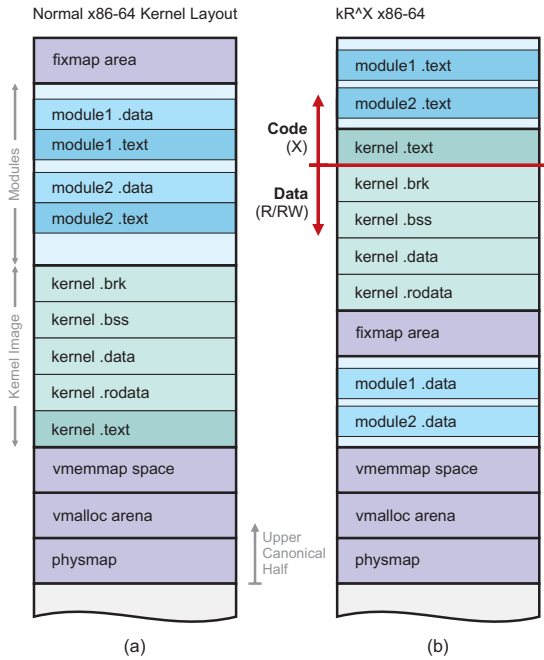 Normal x86-64 Kernel Layout
fixmap area
module1 .data
module1 .text
module2 .data
module2 .text
kernel .brk
kernel .bss
kernel .data
kernel .rodata
kernel .text
vmemmap space
vmalloc arena
physmap
Modules
Kernel Image
Upper
Canonical
Half
(a)
kR^X x86-64
module1 .text
module2 .text
kernel .text
kernel .brk
kernel .bss
kernel .data
kernel .rodata
fixmap area
module1 .data
module2 .data
vmemmap space
vmalloc arena
physmap
Code
(X)
Data
(R/RW)
(b)